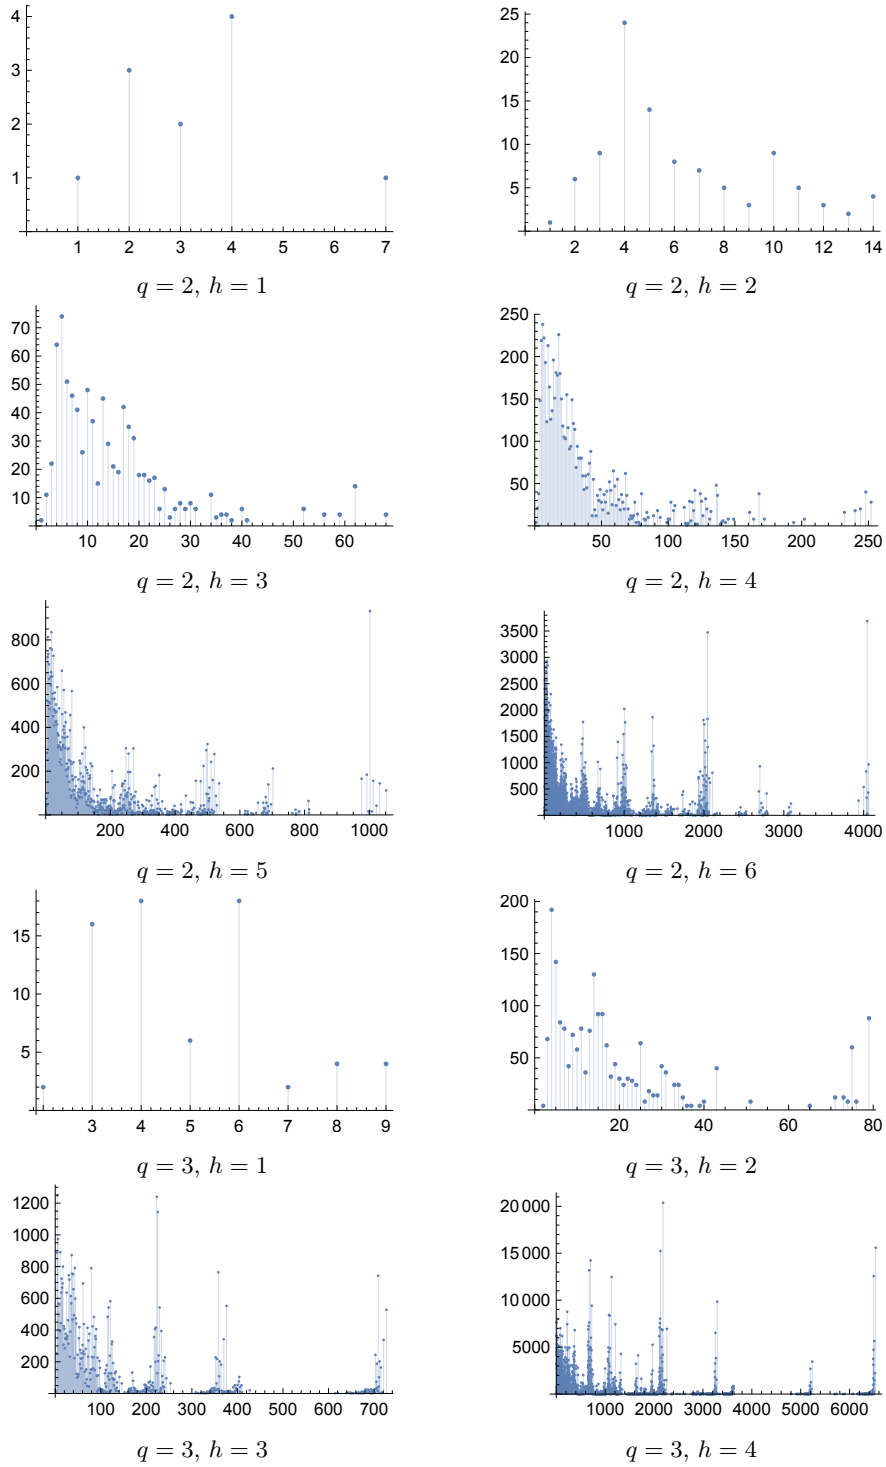 4
3
2
1
1 2 3 4 5 6 7
q = 2, h = 1
25
20
15
10
5
2 4 6 8 10 12 14
q = 2, h = 2
70
60
50
40
30
20
10
10 20 30 40 50 60
q = 2, h = 3
250
200
150
100
50
50 100 150 200 250
q = 2, h = 4
800
600
400
200
200 400 600 800 1000
q = 2, h = 5
3500
3000
2500
2000
1500
1000
500
1000 2000 3000 4000
q = 2, h = 6
15
10
5
3 4 5 6 7 8 9
q = 3, h = 1
200
150
100
50
20 40 60 80
q = 3, h = 2
1200
1000
800
600
400
200
100 200 300 400 500 600 700
q = 3, h = 3
20 000
15 000
10 000
5000
1000 2000 3000 4000 5000 6000
q = 3, h = 4